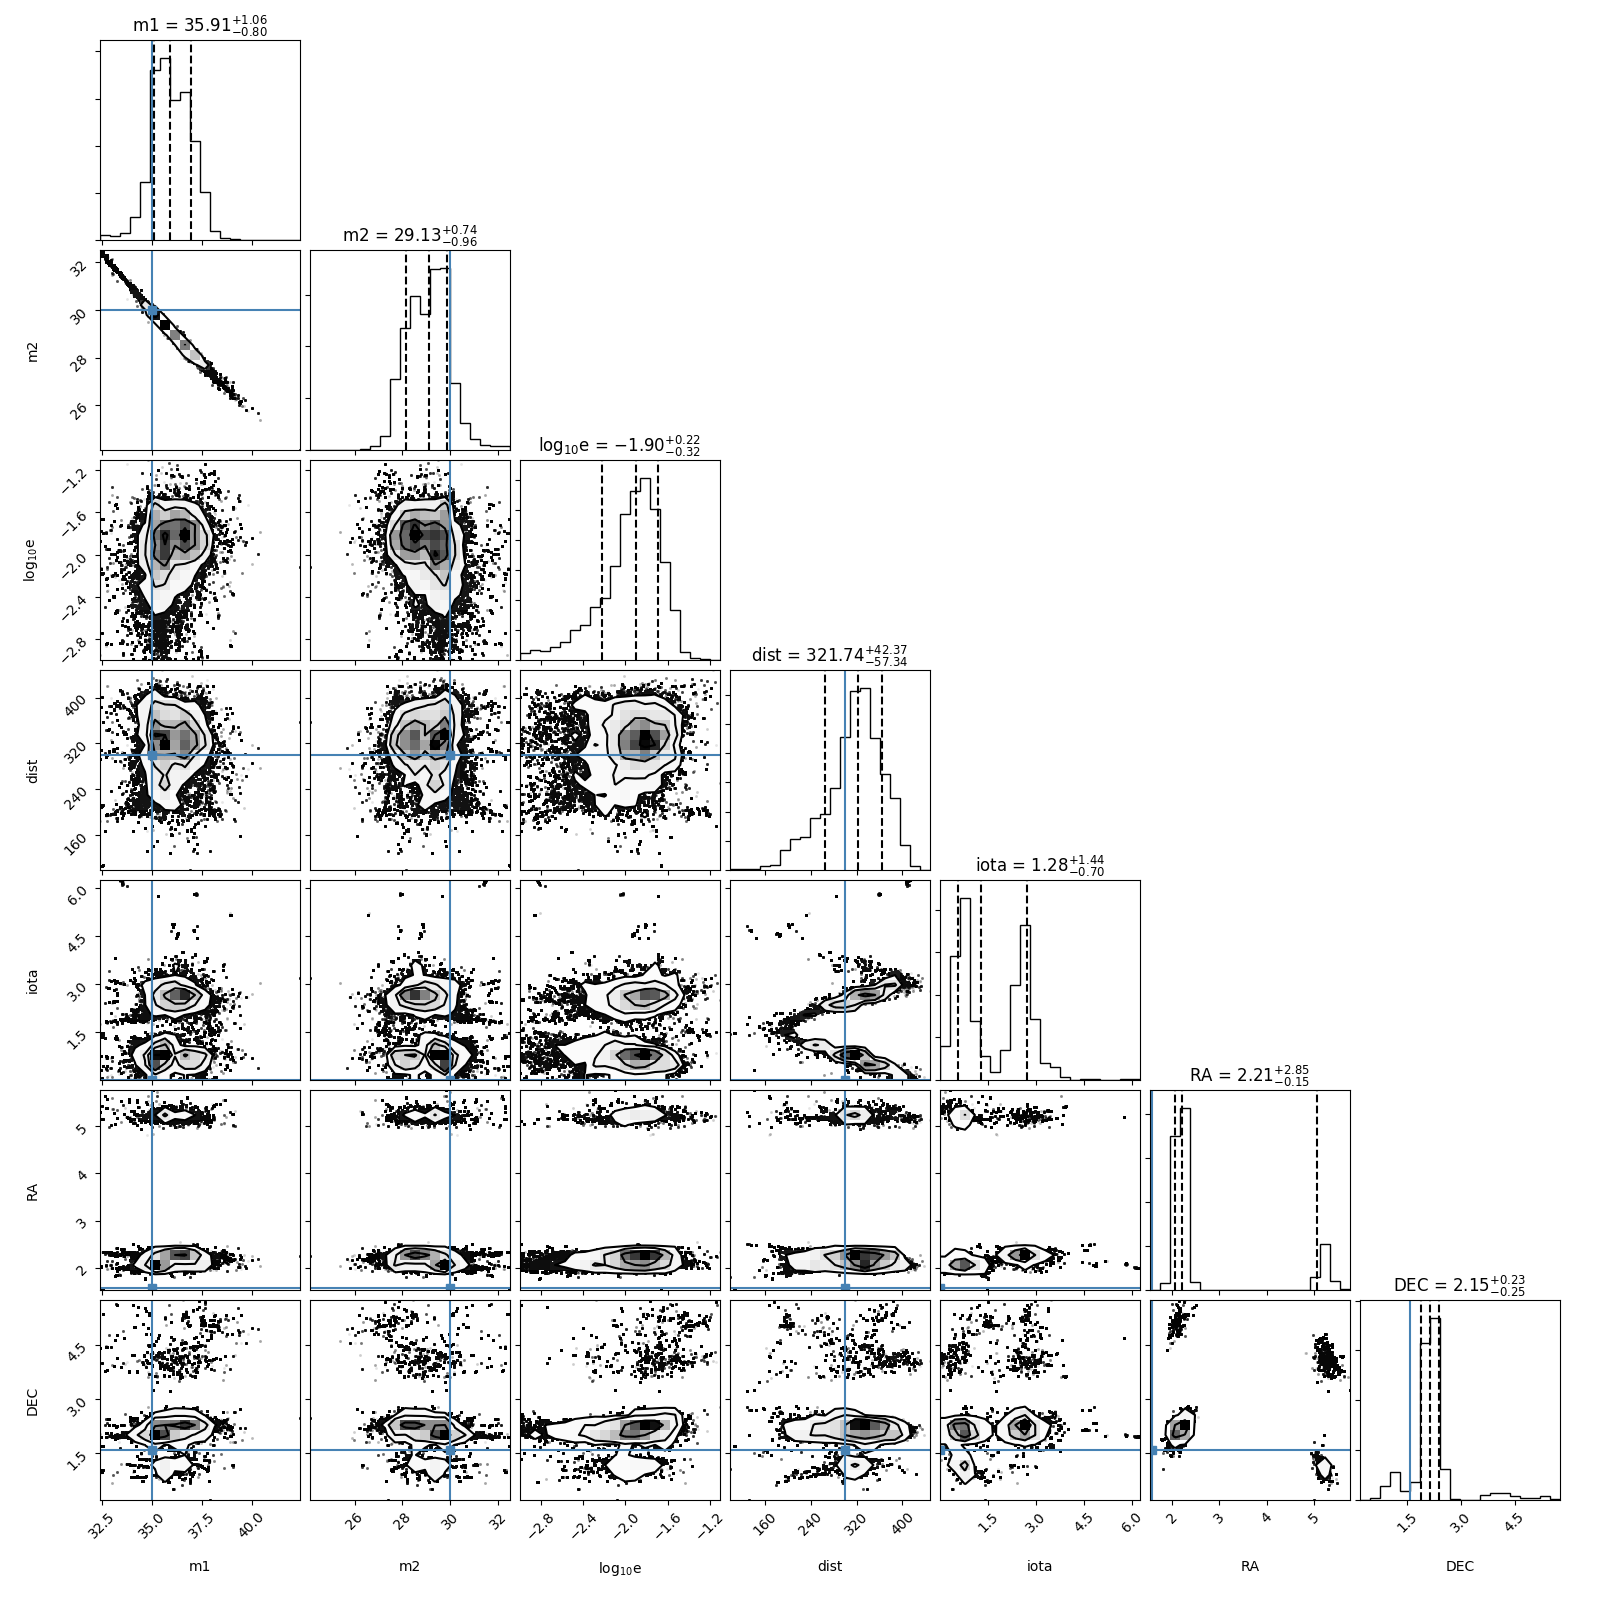 m1 = 35.91^{+1.06}_{−0.80}
m2 = 29.13^{+0.74}_{−0.96}
32
30
28
26
m2
log₁₀e = −1.90^{+0.22}_{−0.32}
−1.2
−1.6
−2.0
−2.4
−2.8
log₁₀e
dist = 321.74^{+42.37}_{−57.34}
400
320
240
160
dist
iota = 1.28^{+1.44}_{−0.70}
6.0
4.5
3.0
1.5
iota
RA = 2.21^{+2.85}_{−0.15}
5
4
3
2
RA
DEC = 2.15^{+0.23}_{−0.25}
4.5
3.0
1.5
DEC
32.5 35.0 37.5 40.0 26 28 30 32 −2.8 −2.4 −2.0 −1.6 −1.2 160 240 320 400 1.5 3.0 4.5 6.0 2 3 4 5 1.5 3.0 4.5
m1 m2 log₁₀e dist iota RA DEC